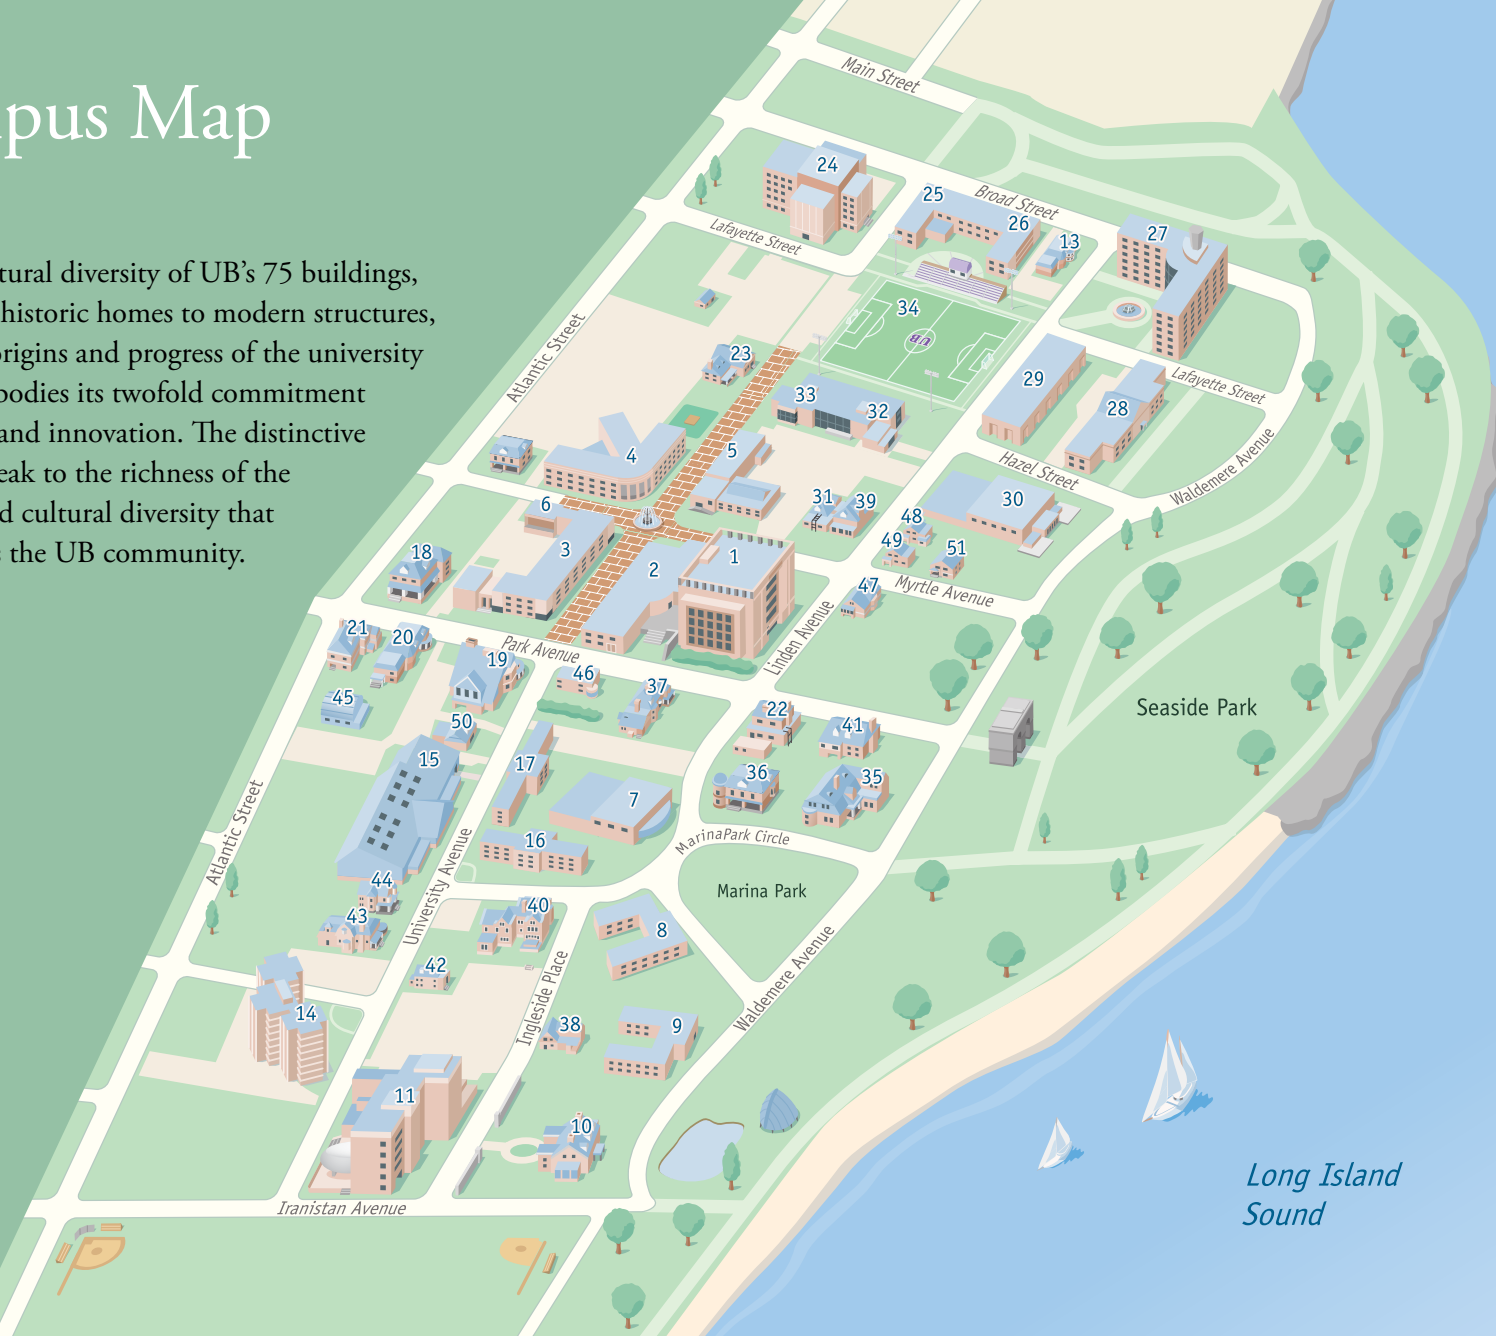 pus Map
tural diversity of UB’s 75 buildings,
historic homes to modern structures,
origins and progress of the university
bodies its twofold commitment
and innovation. The distinctive
eak to the richness of the
d cultural diversity that
the UB community.
Main Street
24
25
Broad Street
26
13
27
Lafayette Street
34
UB
Atlantic Street
23
33
32
29
28
Lafayette Street
4
5
Hazel Street
Waldemere Avenue
6
31
39
30
48
49
51
18
3
2
1
47
Myrtle Avenue
Linden Avenue
21
20
Park Avenue
19
46
37
45
50
22
41
Seaside Park
15
17
7
36
35
16
MarinaPark Circle
Atlantic Street
University Avenue
Marina Park
44
43
40
8
42
Ingleside Place
Waldemere Avenue
14
38
9
11
10
Iranistan Avenue
Long Island
Sound